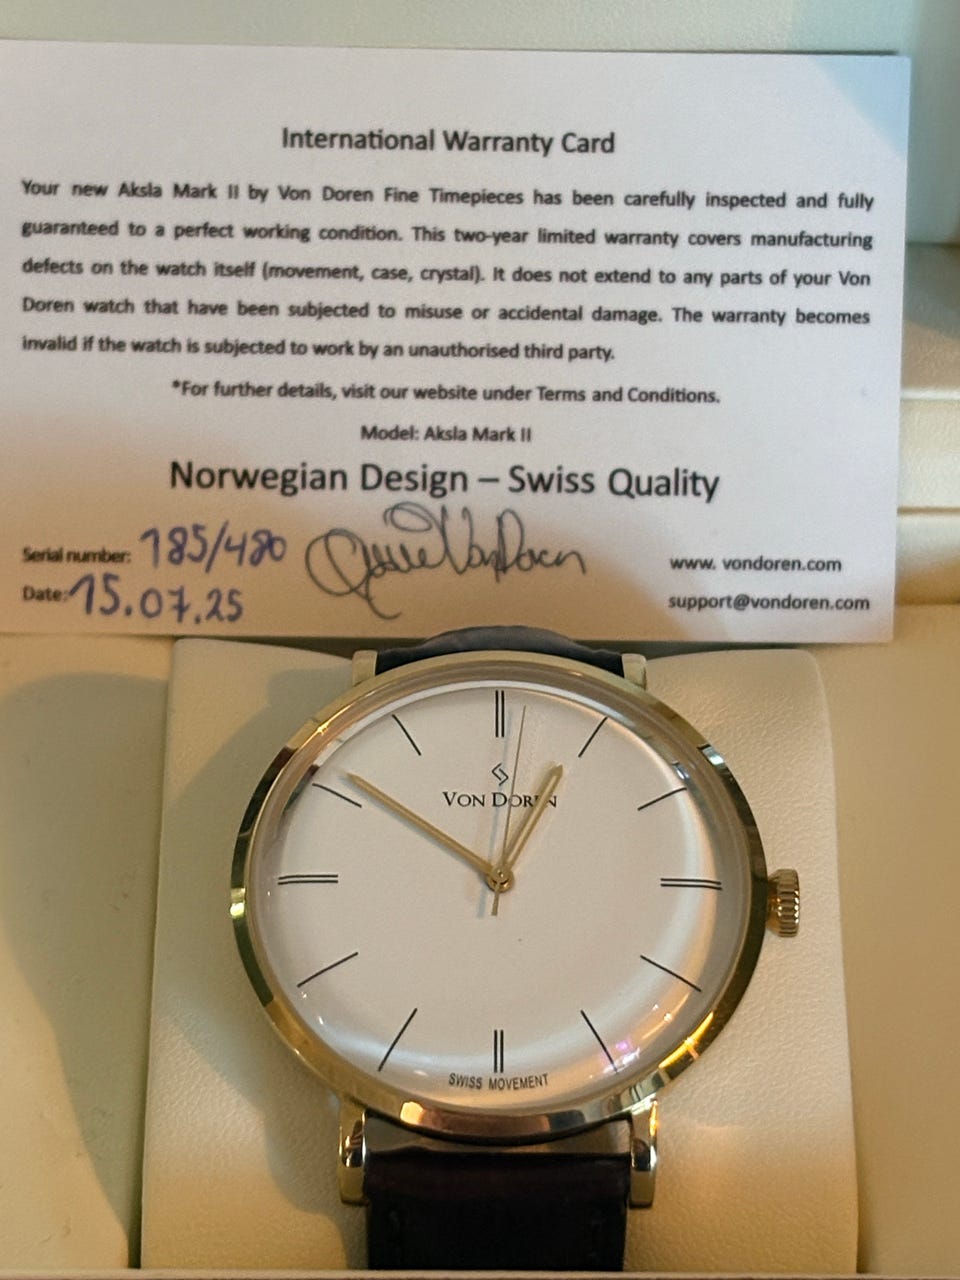 International Warranty Card
Your new Aksla Mark II by Von Doren Fine Timepieces has been carefully inspected and fully
guaranteed to a perfect working condition. This two-year limited warranty covers manufacturing
defects on the watch itself (movement, case, crystal). It does not extend to any parts of your Von
Doren watch that have been subjected to misuse or accidental damage. The warranty becomes
invalid if the watch is subjected to work by an unauthorised third party.
*For further details, visit our website under Terms and Conditions.
Model: Aksla Mark II
Norwegian Design – Swiss Quality
Serial number: 185/480
Von Doren
www. vondoren.com
Date: 15.07.25
support@vondoren.com
VON DOREN
SWISS MOVEMENT